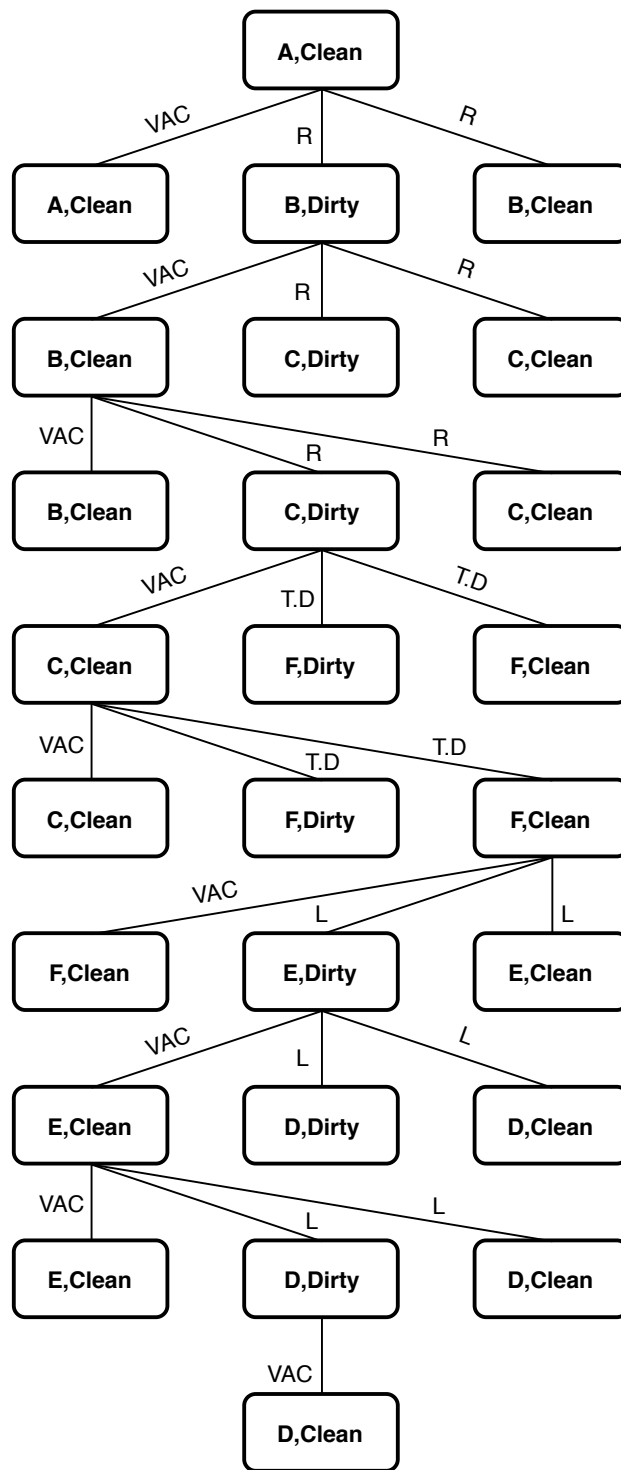 A,Clean
VAC
R
R
A,Clean
B,Dirty
B,Clean
VAC
R
R
B,Clean
C,Dirty
C,Clean
VAC
R
R
B,Clean
C,Dirty
C,Clean
VAC
T.D
T.D
C,Clean
F,Dirty
F,Clean
VAC
T.D
T.D
C,Clean
F,Dirty
F,Clean
VAC
L
L
F,Clean
E,Dirty
E,Clean
VAC
L
L
E,Clean
D,Dirty
D,Clean
VAC
L
L
E,Clean
D,Dirty
D,Clean
VAC
D,Clean